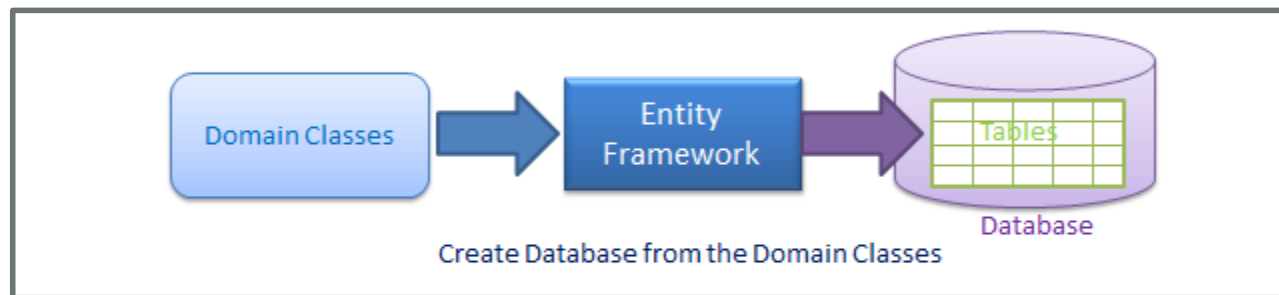 Domain Classes
Entity
Framework
Tables
Database
Create Database from the Domain Classes